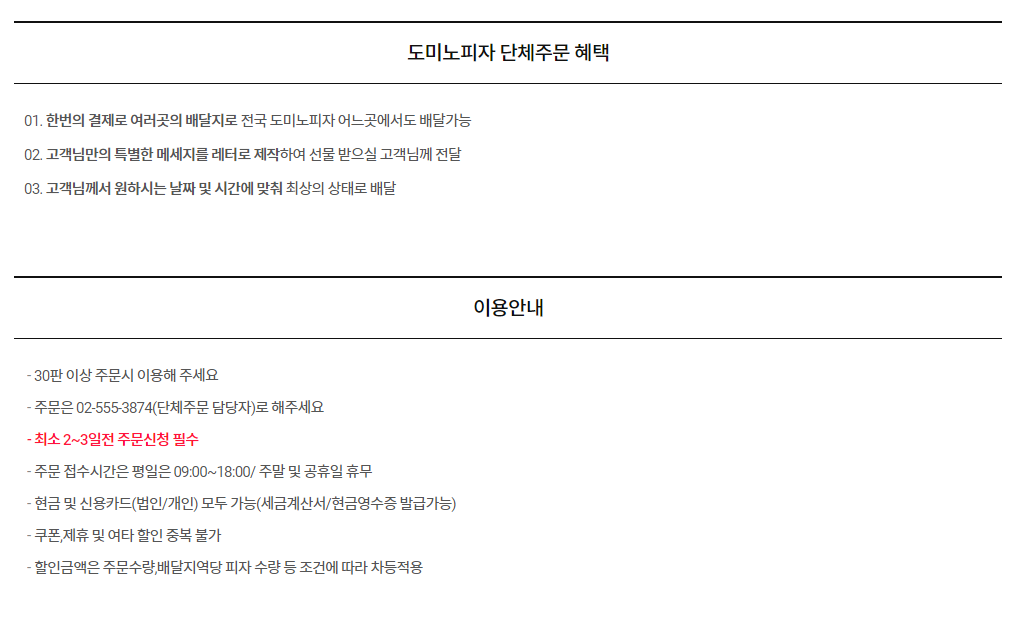 도미노피자 단체주문 혜택
01. 한번의 결제로 여러곳의 배달지로 전국 도미노피자 어느곳에서도 배달가능
02. 고객님만의 특별한 메세지를 레터로 제작하여 선물 받으실 고객님께 전달
03. 고객님께서 원하시는 날짜 및 시간에 맞춰 최상의 상태로 배달
이용안내
- 30판 이상 주문시 이용해 주세요
- 주문은 02-555-3874(단체주문 담당자)로 해주세요
- 최소 2~3일전 주문신청 필수
- 주문 접수시간은 평일은 09:00~18:00/ 주말 및 공휴일 휴무
- 현금 및 신용카드(법인/개인) 모두 가능(세금계산서/현금영수증 발급가능)
- 쿠폰,제휴 및 여타 할인 중복 불가
- 할인금액은 주문수량,배달지역당 피자 수량 등 조건에 따라 차등적용